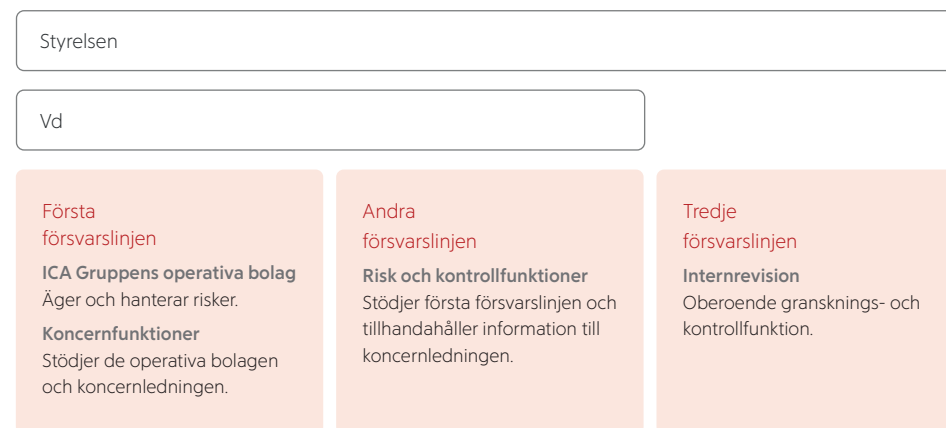 Styrelsen
Vd
Första
försvarslinjen
ICA Gruppens operativa bolag
Äger och hanterar risker.
Koncernfunktioner
Stödjer de operativa bolagen
och koncernledningen.
Andra
försvarslinjen
Risk och kontrollfunktioner
Stödjer första försvarslinjen och
tillhandahåller information till
koncernledningen.
Tredje
försvarslinjen
Internrevision
Oberoende gransknings- och
kontrollfunktion.